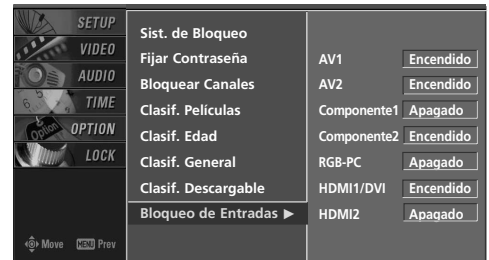 SETUP
VIDEO
AUDIO
TIME
OPTION
LOCK
Move MENU Prev
Sist. de Bloqueo
Fijar Contraseña
Bloquear Canales
Clasif. Películas
Clasif. Edad
Clasif. General
Clasif. Descargable
Bloqueo de Entradas ▶
AV1 Encendido
AV2 Encendido
Componente1 Apagado
Componente2 Encendido
RGB-PC Apagado
HDMI1/DVI Encendido
HDMI2 Apagado